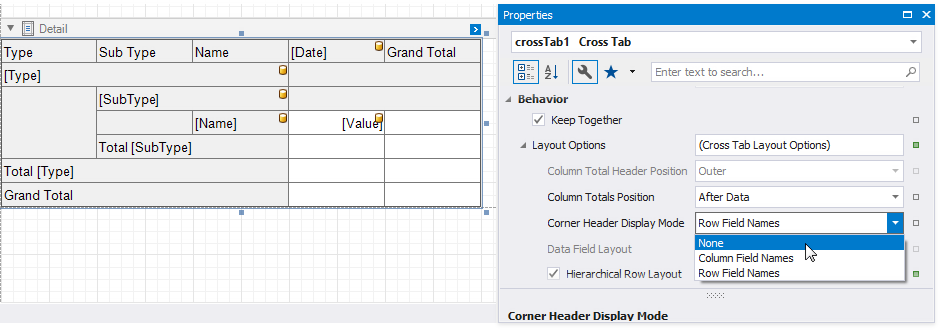 Detail
Type Sub Type Name [Date] Grand Total
[Type]
[SubType]
[Name] [Value]
Total [SubType]
Total [Type]
Grand Total
Properties
crossTab1 Cross Tab
Enter text to search...
Behavior
Keep Together
Layout Options (Cross Tab Layout Options)
Column Total Header Position Outer
Column Totals Position After Data
Corner Header Display Mode Row Field Names
None
Data Field Layout Column Field Names
Hierarchical Row Layout Row Field Names
Corner Header Display Mode